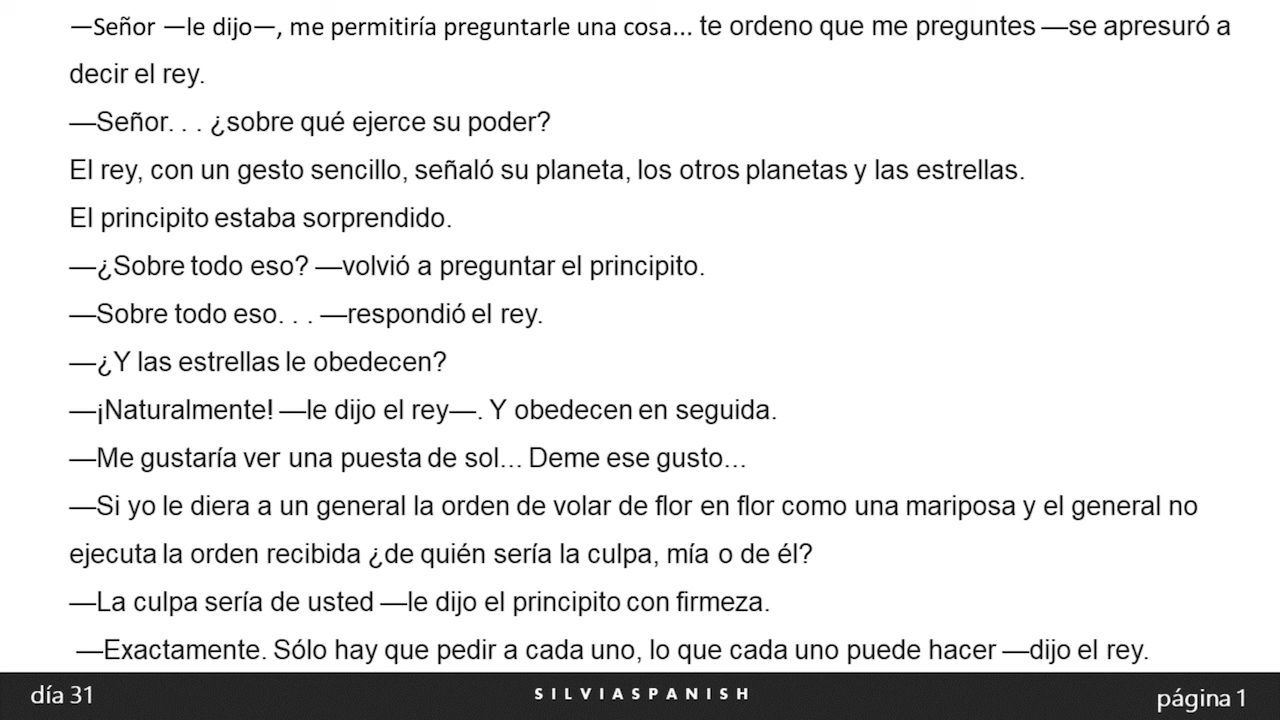 —Señor —le dijo—, me permitiría preguntarle una cosa... te ordeno que me preguntes —se apresuró a
decir el rey.
—Señor. . . ¿sobre qué ejerce su poder?
El rey, con un gesto sencillo, señaló su planeta, los otros planetas y las estrellas.
El principito estaba sorprendido.
—¿Sobre todo eso? —volvió a preguntar el principito.
—Sobre todo eso. . . —respondió el rey.
—¿Y las estrellas le obedecen?
—¡Naturalmente! —le dijo el rey—. Y obedecen en seguida.
—Me gustaría ver una puesta de sol... Deme ese gusto...
—Si yo le diera a un general la orden de volar de flor en flor como una mariposa y el general no
ejecuta la orden recibida ¿de quién sería la culpa, mía o de él?
—La culpa sería de usted —le dijo el principito con firmeza.
—Exactamente. Sólo hay que pedir a cada uno, lo que cada uno puede hacer —dijo el rey.
día 31
SILVIASPANISH
página 1